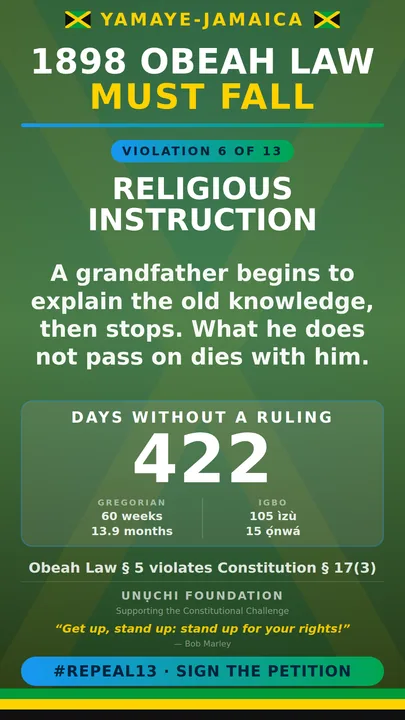 YAMAYE-JAMAICA
1898 OBEAH LAW
MUST FALL
VIOLATION 6 OF 13
RELIGIOUS
INSTRUCTION
A grandfather begins to
explain the old knowledge,
then stops. What he does
not pass on dies with him.
DAYS WITHOUT A RULING
422
GREGORIAN
60 weeks
13.9 months
IGBO
105 ìzù
15 ọ́nwá
Obeah Law § 5 violates Constitution § 17(3)
UNỤCHI FOUNDATION
Supporting the Constitutional Challenge
“Get up, stand up: stand up for your rights!”
— Bob Marley
#REPEAL13 · SIGN THE PETITION